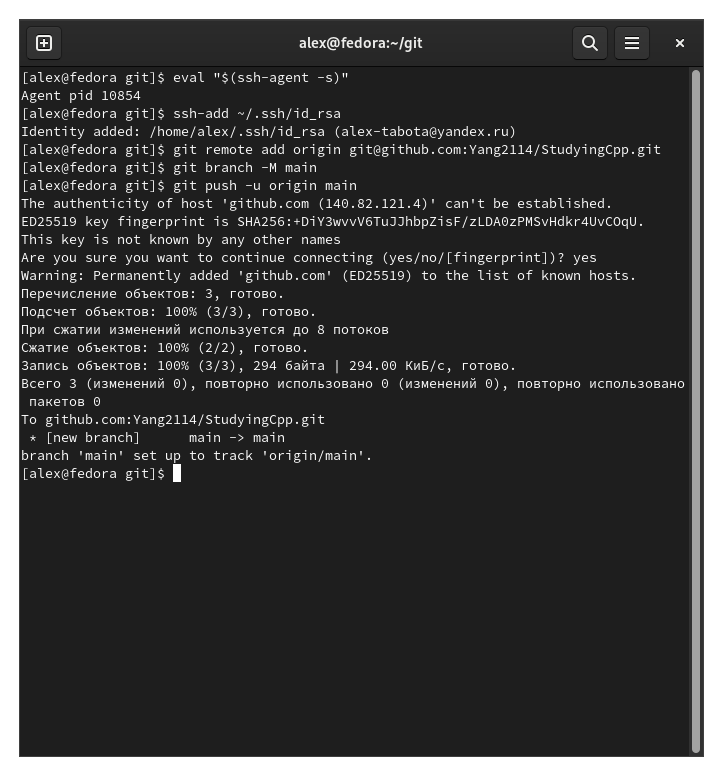 alex@fedora:~/git
[alex@fedora git]$ eval "$(ssh-agent -s)"
Agent pid 10854
[alex@fedora git]$ ssh-add ~/.ssh/id_rsa
Identity added: /home/alex/.ssh/id_rsa (alex-tabota@yandex.ru)
[alex@fedora git]$ git remote add origin git@github.com:Yang2114/StudyingCpp.git
[alex@fedora git]$ git branch -M main
[alex@fedora git]$ git push -u origin main
The authenticity of host 'github.com (140.82.121.4)' can't be established.
ED25519 key fingerprint is SHA256:+DiY3wvvV6TuJJhbpZisF/zLDA0zPMSvHdkr4UvCOqU.
This key is not known by any other names
Are you sure you want to continue connecting (yes/no/[fingerprint])? yes
Warning: Permanently added 'github.com' (ED25519) to the list of known hosts.
Перечисление объектов: 3, готово.
Подсчет объектов: 100% (3/3), готово.
При сжатии изменений используется до 8 потоков
Сжатие объектов: 100% (2/2), готово.
Запись объектов: 100% (3/3), 294 байта | 294.00 КиБ/с, готово.
Всего 3 (изменений 0), повторно использовано 0 (изменений 0), повторно использовано
 пакетов 0
To github.com:Yang2114/StudyingCpp.git
 * [new branch]      main -> main
branch 'main' set up to track 'origin/main'.
[alex@fedora git]$